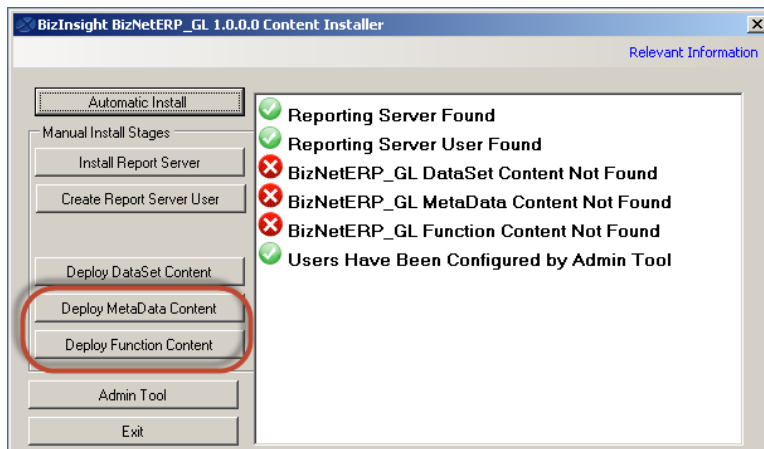 BizInsight BizNetERP_GL 1.0.0.0 Content Installer
Relevant Information
Automatic Install
Manual Install Stages
Install Report Server
Create Report Server User
Deploy DataSet Content
Deploy MetaData Content
Deploy Function Content
Admin Tool
Exit
Reporting Server Found
Reporting Server User Found
BizNetERP_GL DataSet Content Not Found
BizNetERP_GL MetaData Content Not Found
BizNetERP_GL Function Content Not Found
Users Have Been Configured by Admin Tool